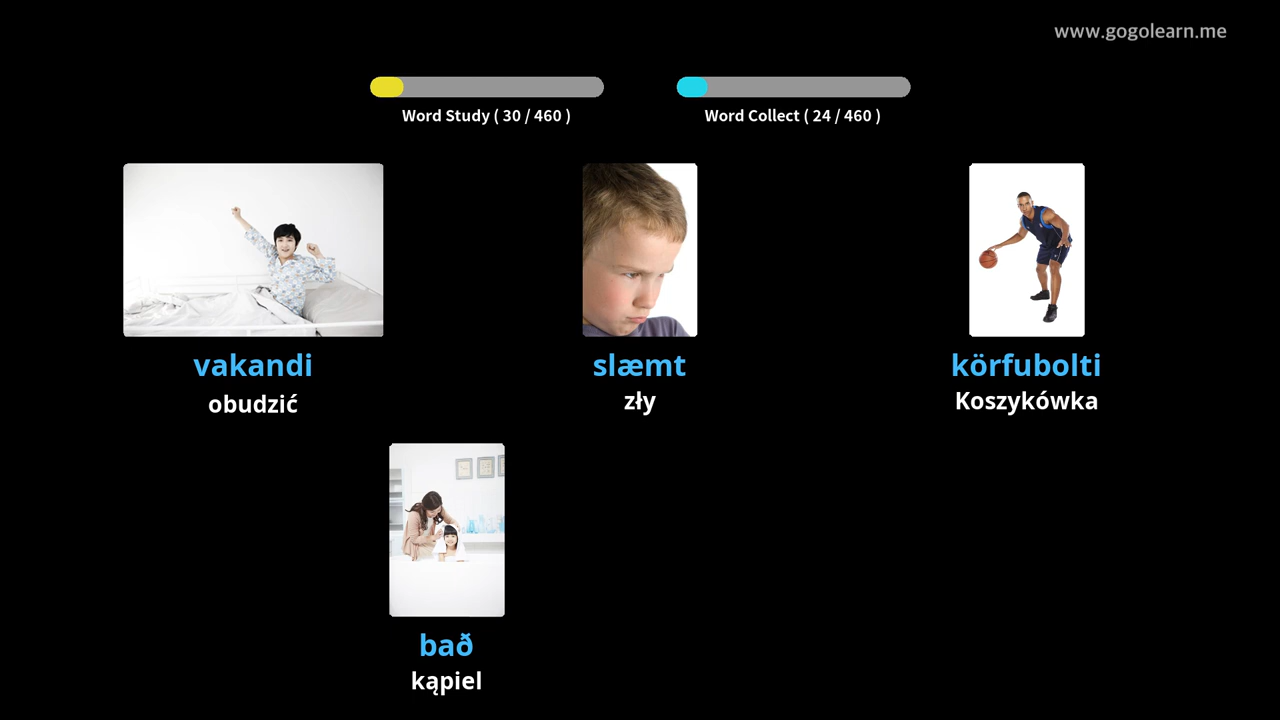 www.gogolearn.me
Word Study ( 30 / 460 )
Word Collect ( 24 / 460 )
vakandi
obudzić
slæmt
zły
körfubolti
Koszykówka
bað
kąpiel